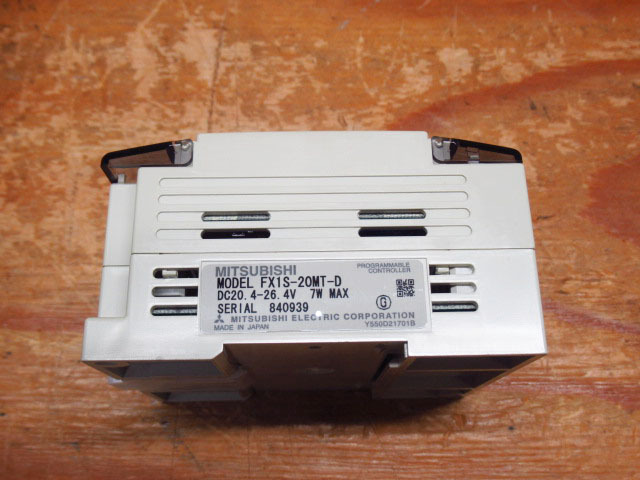 MITSUBISHI
PROGRAMMABLE
CONTROLLER
MODEL FX1S-20MT-D
DC20.4-26.4V 7W MAX
SERIAL 840939
G
MITSUBISHI ELECTRIC CORPORATION
MADE IN JAPAN
Y550D21701B